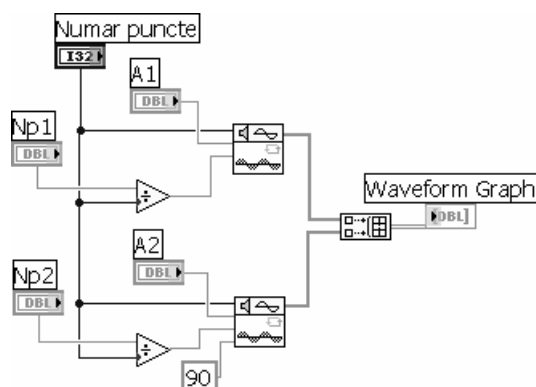 Numar puncte
I32
A1
DBL
Np1
DBL
Waveform Graph
DBL]
A2
DBL
Np2
DBL
90